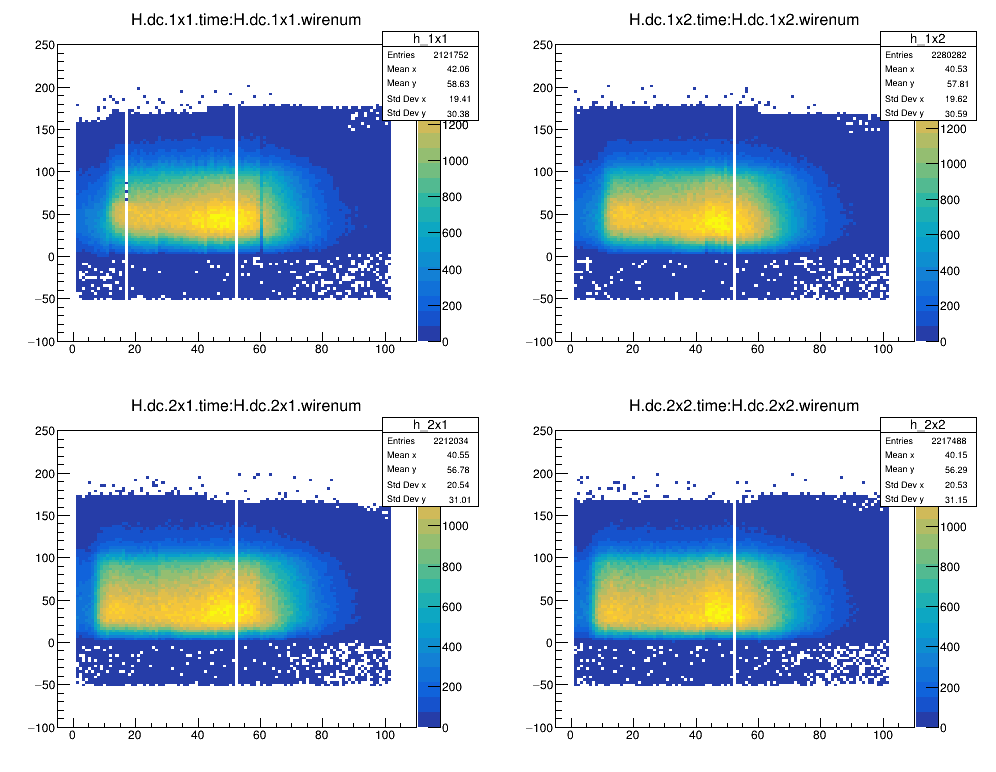 H.dc.1x1.time:H.dc.1x1.wirenum
h_1x1
Entries 2121752
Mean x 42.06
Mean y 58.63
Std Dev x 19.41
Std Dev y 30.38
250
200
150
100
50
0
−50
−100
0 20 40 60 80 100
1200
1000
800
600
400
200
0
H.dc.1x2.time:H.dc.1x2.wirenum
h_1x2
Entries 2280282
Mean x 40.53
Mean y 57.81
Std Dev x 19.62
Std Dev y 30.59
250
200
150
100
50
0
−50
−100
0 20 40 60 80 100
1200
1000
800
600
400
200
0
H.dc.2x1.time:H.dc.2x1.wirenum
h_2x1
Entries 2212034
Mean x 40.55
Mean y 56.78
Std Dev x 20.54
Std Dev y 31.01
250
200
150
100
50
0
−50
−100
0 20 40 60 80 100
1000
800
600
400
200
0
H.dc.2x2.time:H.dc.2x2.wirenum
h_2x2
Entries 2217488
Mean x 40.15
Mean y 56.29
Std Dev x 20.53
Std Dev y 31.15
250
200
150
100
50
0
−50
−100
0 20 40 60 80 100
1000
800
600
400
200
0